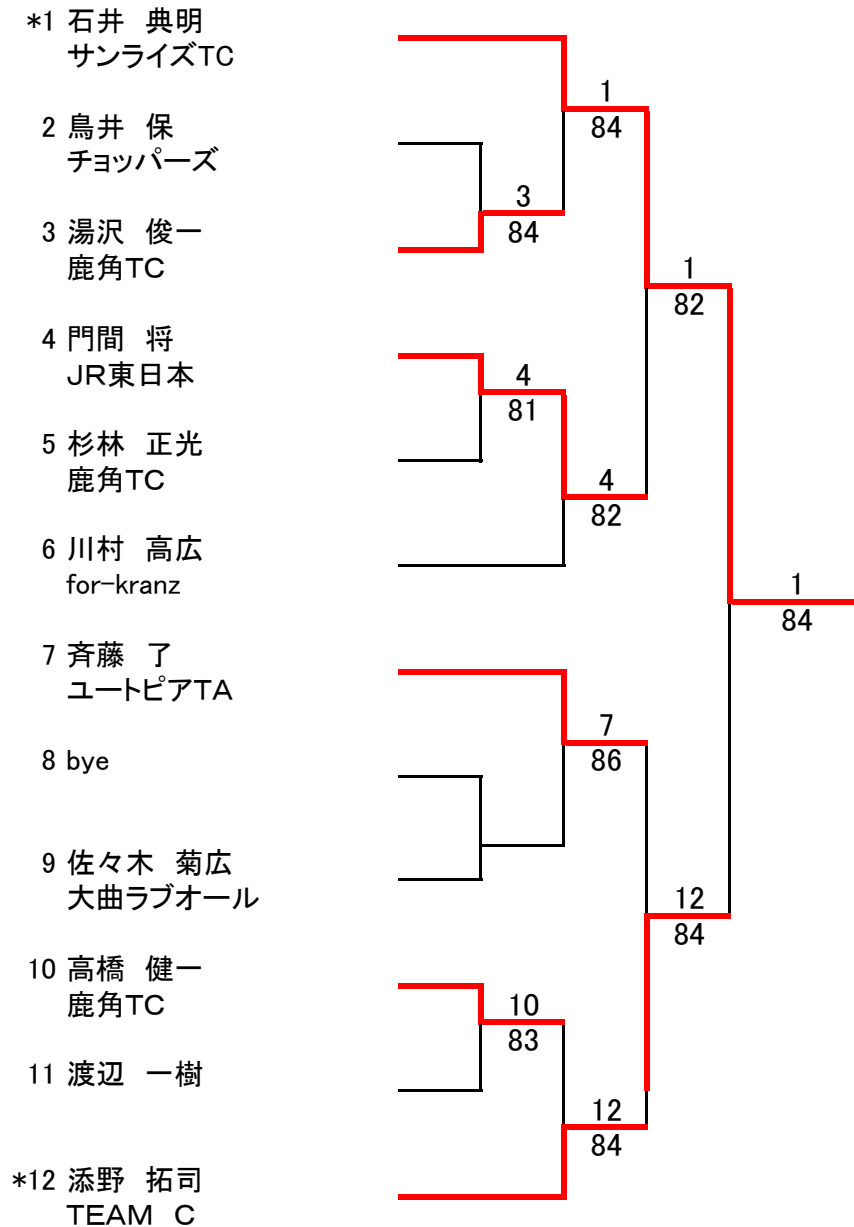 *1 石井 典明
サンライズTC
1
84
2 鳥井 保
チョッパーズ
3
84
3 湯沢 俊一
鹿角TC
1
82
4 門間 将
JR東日本
4
81
5 杉林 正光
鹿角TC
4
82
6 川村 高広
for-kranz
1
84
7 斉藤 了
ユートピアTA
7
86
8 bye
9 佐々木 菊広
大曲ラブオール
12
84
10 高橋 健一
鹿角TC
10
83
11 渡辺 一樹
12
84
*12 添野 拓司
TEAM C